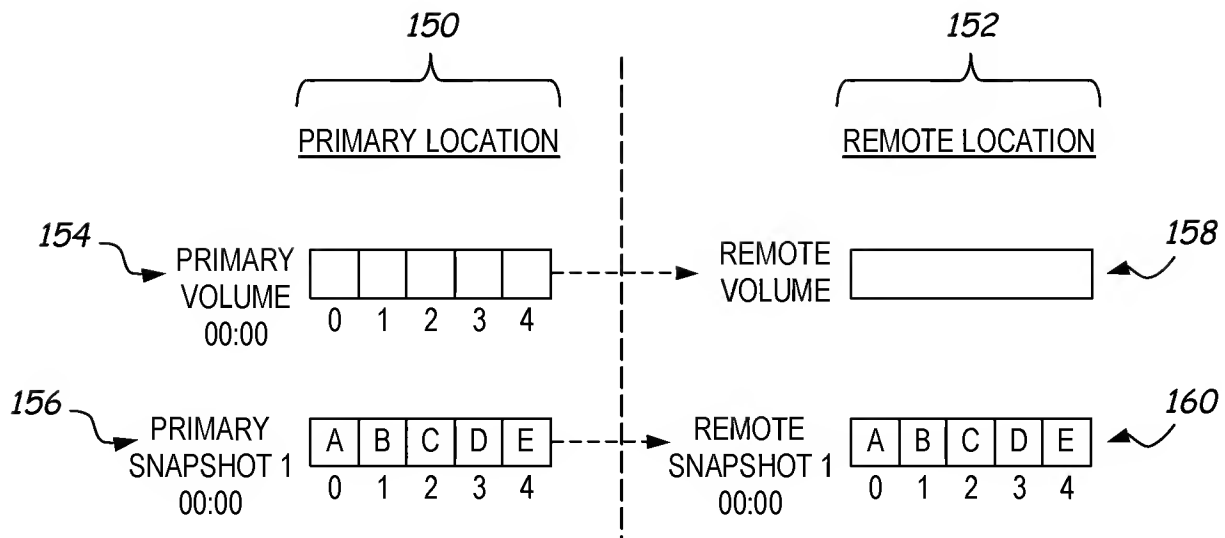 150
152
PRIMARY LOCATION
REMOTE LOCATION
154
PRIMARY
VOLUME
00:00
0 1 2 3 4
REMOTE
VOLUME
158
156
PRIMARY
SNAPSHOT 1
00:00
A B C D E
0 1 2 3 4
REMOTE
SNAPSHOT 1
00:00
A B C D E
0 1 2 3 4
160